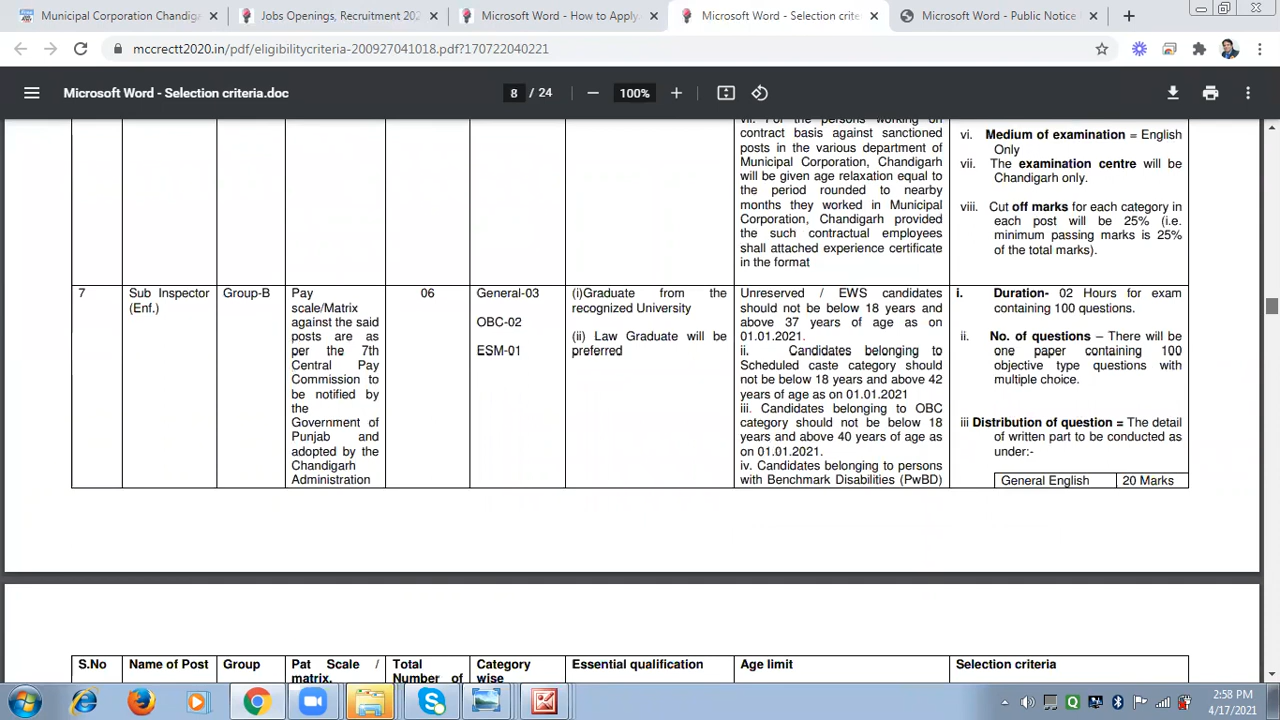 Municipal Corporation Chandig
Jobs Openings, Recruitment 202
Microsoft Word - How to Apply.
Microsoft Word - Selection crite
Microsoft Word - Public Notice
mccrectt2020.in/pdf/eligibilitycriteria-200927041018.pdf?170722040221
Microsoft Word - Selection criteria.doc
8 / 24
100%
vii. For the persons working on
contract basis against sanctioned
posts in the various department of
Municipal Corporation, Chandigarh
will be given age relaxation equal to
the period rounded to nearby
months they worked in Municipal
Corporation, Chandigarh provided
the such contractual employees
shall attached experience certificate
in the format
vi. Medium of examination = English
Only
vii. The examination centre will be
Chandigarh only.
viii. Cut off marks for each category in
each post will be 25% (i.e.
minimum passing marks is 25%
of the total marks).
7
Sub Inspector
(Enf.)
Group-B
Pay
scale/Matrix
against the said
posts are as
per the 7th
Central Pay
Commission to
be notified by
the
Government of
Punjab and
adopted by the
Chandigarh
Administration
06
General-03
OBC-02
ESM-01
(i)Graduate from the
recognized University
(ii) Law Graduate will be
preferred
Unreserved / EWS candidates
should not be below 18 years and
above 37 years of age as on
01.01.2021.
ii. Candidates belonging to
Scheduled caste category should
not be below 18 years and above 42
years of age as on 01.01.2021
iii. Candidates belonging to OBC
category should not be below 18
years and above 40 years of age as
on 01.01.2021.
iv. Candidates belonging to persons
with Benchmark Disabilities (PwBD)
i. Duration- 02 Hours for exam
containing 100 questions.
ii. No. of questions – There will be
one paper containing 100
objective type questions with
multiple choice.
iii Distribution of question = The detail
of written part to be conducted as
under:-
General English 20 Marks
S.No
Name of Post
Group
Pat Scale /
matrix.
Total
Number of
Category
wise
Essential qualification
Age limit
Selection criteria
2:58 PM
4/17/2021